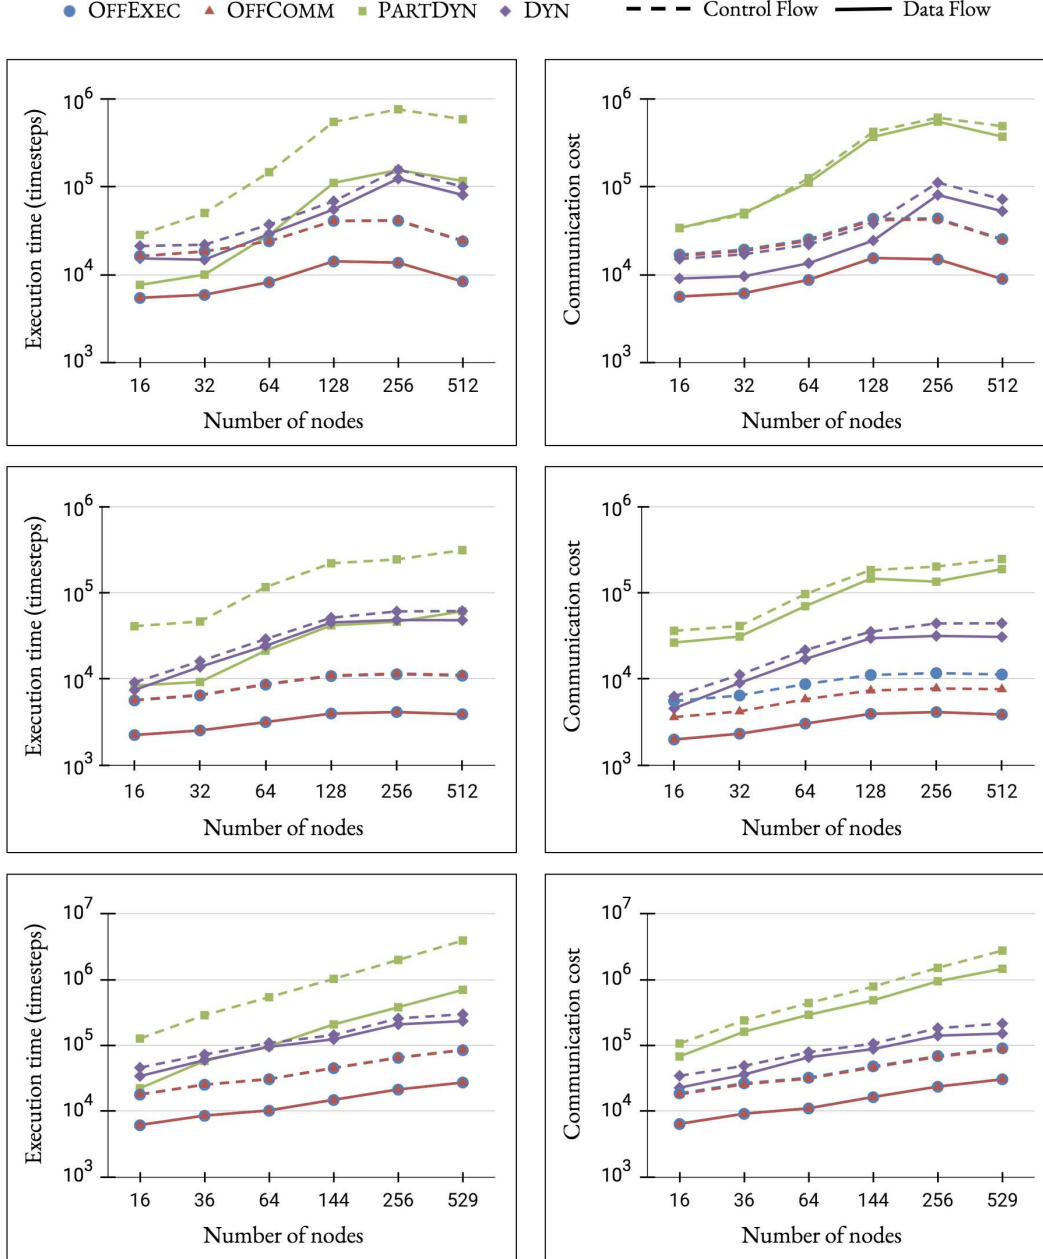 OFFEXEC OFFCOMM PARTDYN DYN Control Flow Data Flow
Execution time (timesteps)
10^6
10^5
10^4
10^3
16 32 64 128 256 512
Number of nodes
Communication cost
10^6
10^5
10^4
10^3
16 32 64 128 256 512
Number of nodes
Execution time (timesteps)
10^6
10^5
10^4
10^3
16 32 64 128 256 512
Number of nodes
Communication cost
10^6
10^5
10^4
10^3
16 32 64 128 256 512
Number of nodes
Execution time (timesteps)
10^7
10^6
10^5
10^4
10^3
16 36 64 144 256 529
Number of nodes
Communication cost
10^7
10^6
10^5
10^4
10^3
16 36 64 144 256 529
Number of nodes